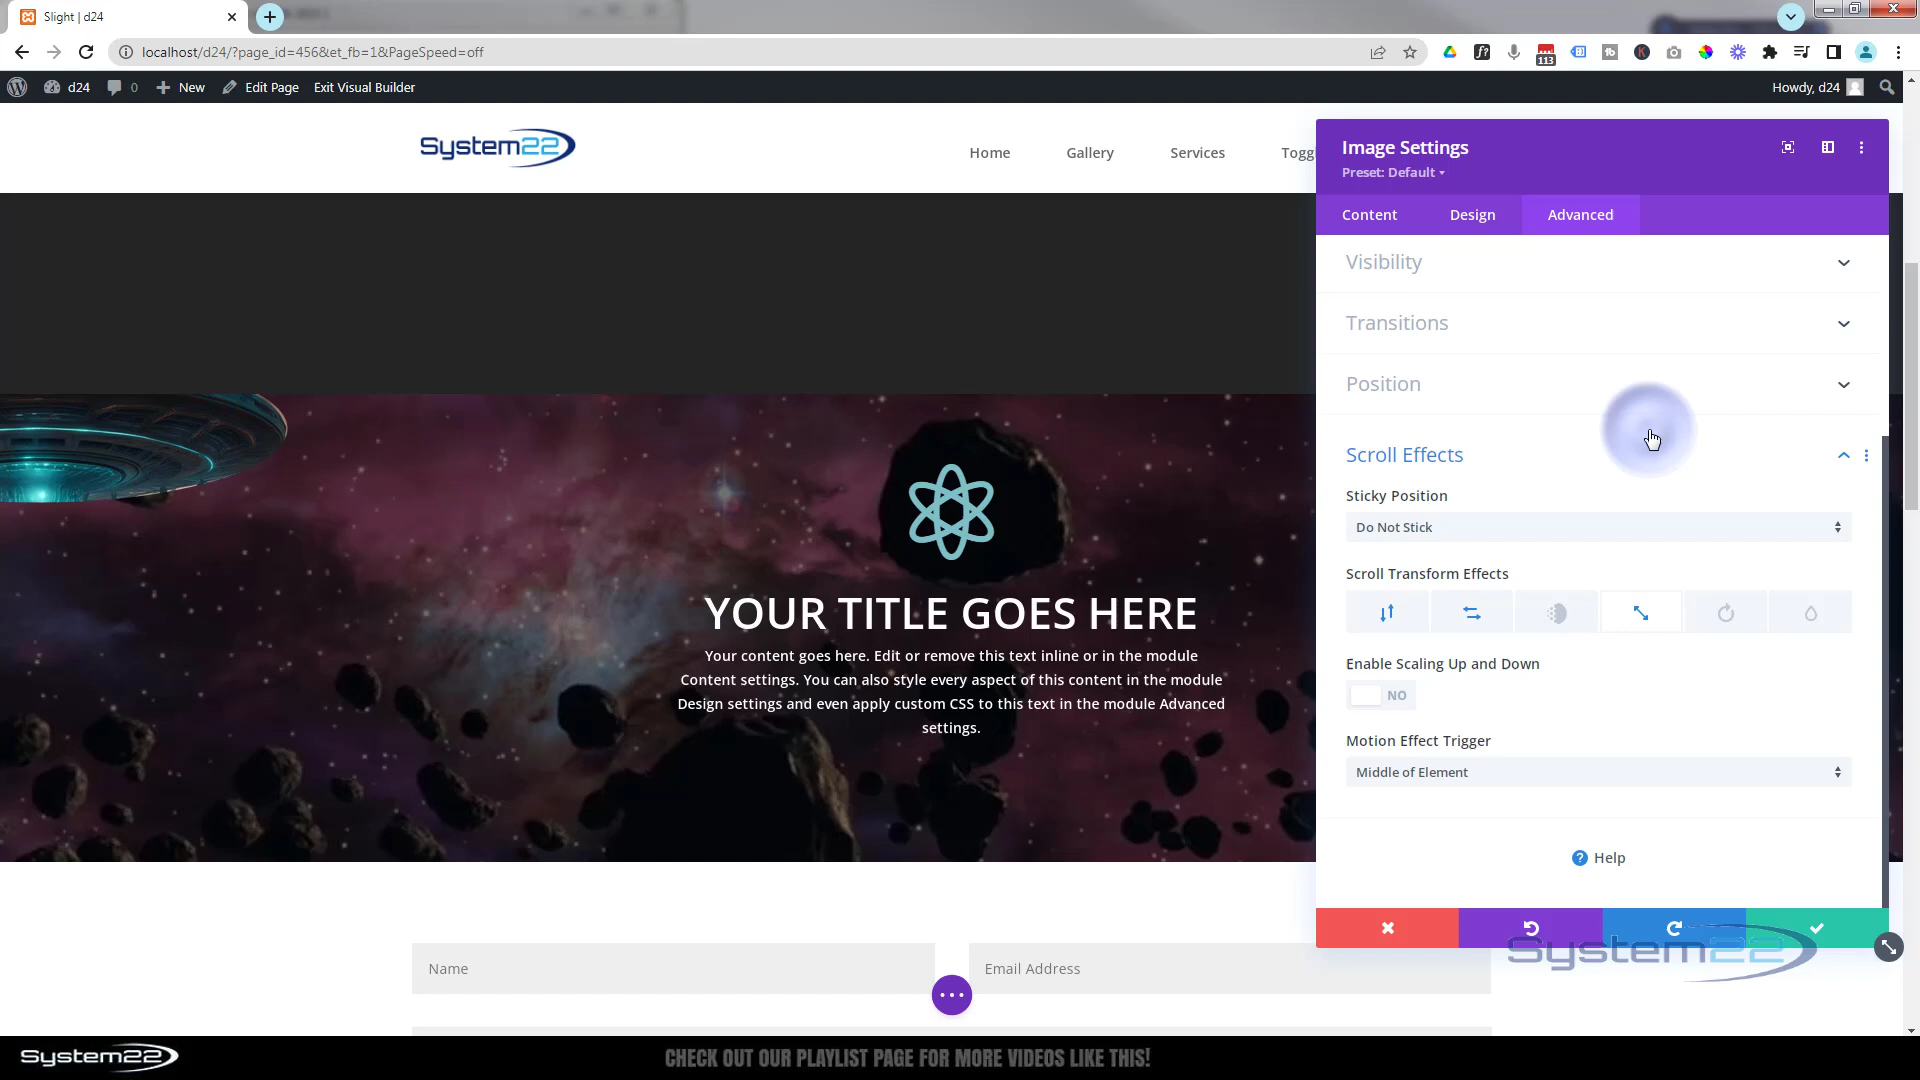 Slight | d24
localhost/d24/?page_id=456&et_fb=1&PageSpeed=off
113
d24
0
New
Edit Page
Exit Visual Builder
Howdy, d24
System22
Home
Gallery
Services
Toggl
Image Settings
Preset: Default
Content
Design
Advanced
Visibility
Transitions
Position
Scroll Effects
Sticky Position
Do Not Stick
Scroll Transform Effects
Enable Scaling Up and Down
NO
Motion Effect Trigger
Middle of Element
Help
YOUR TITLE GOES HERE
Your content goes here. Edit or remove this text inline or in the module
Content settings. You can also style every aspect of this content in the module
Design settings and even apply custom CSS to this text in the module Advanced
settings.
Name
Email Address
System22
System22
CHECK OUT OUR PLAYLIST PAGE FOR MORE VIDEOS LIKE THIS!